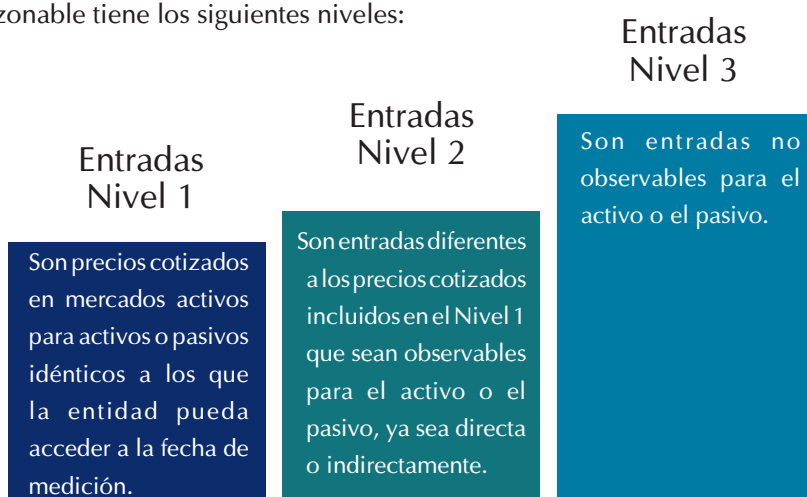 tiene los siguientes niveles:
Entradas
Nivel 1
Son precios cotizados
en mercados activos
para activos o pasivos
idénticos a los que
la entidad pueda
acceder a la fecha de
medición.
Entradas
Nivel 2
Son entradas diferentes
a los precios cotizados
incluidos en el Nivel 1
que sean observables
para el activo o el
pasivo, ya sea directa
o indirectamente.
Entradas
Nivel 3
Son entradas no
observables para el
activo o el pasivo.